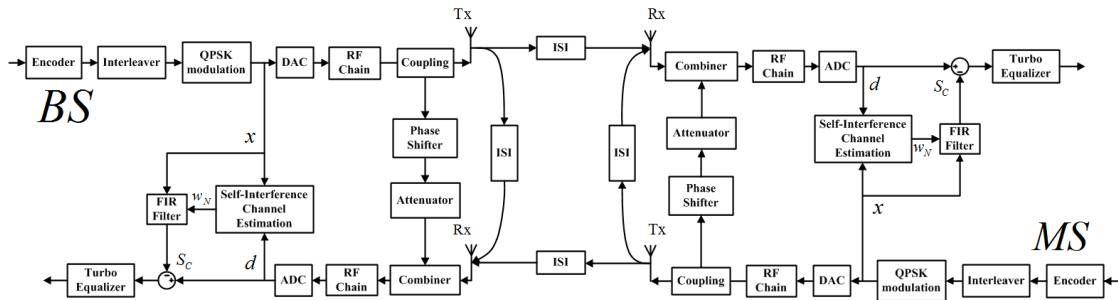 Tx
Rx
Encoder
Interleaver
QPSK
modulation
DAC
RF
Chain
Coupling
ISI
Combiner
RF
Chain
ADC
d
S_C
Turbo
Equalizer
BS
x
Phase
Shifter
ISI
ISI
Attenuator
Self-Interference
Channel
Estimation
w_N
FIR
Filter
FIR
Filter
w_N
Self-Interference
Channel
Estimation
Attenuator
Phase
Shifter
x
S_C
d
Rx
Tx
MS
Turbo
Equalizer
ADC
RF
Chain
Combiner
ISI
Coupling
RF
Chain
DAC
QPSK
modulation
Interleaver
Encoder